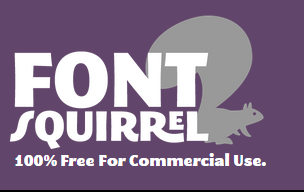 FONT
SQUIRREL
100% Free For Commercial Use.